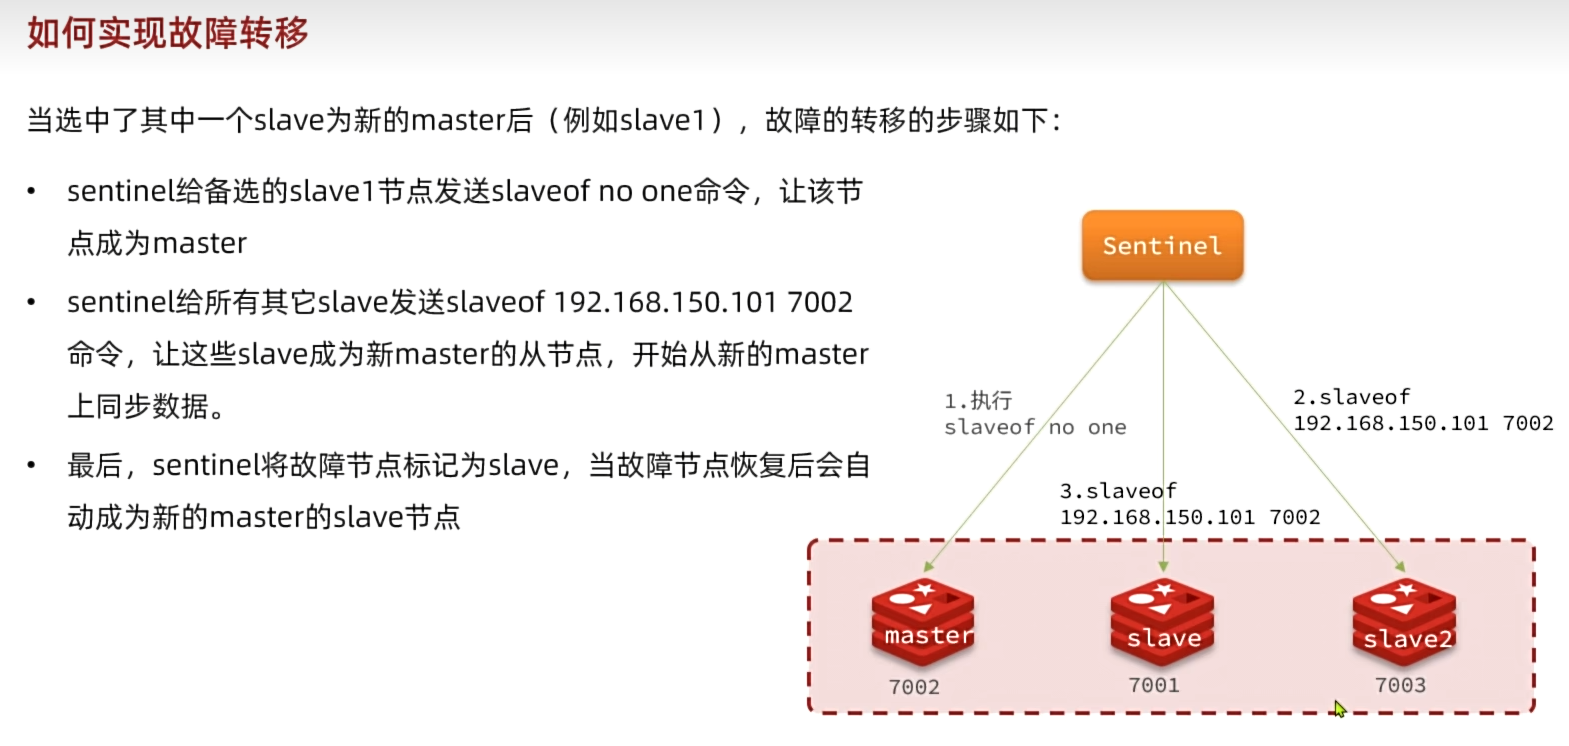 如何实现故障转移
当选中了其中一个slave为新的master后（例如slave1），故障的转移的步骤如下：
• sentinel给备选的slave1节点发送slaveof no one命令，让该节
点成为master
• sentinel给所有其它slave发送slaveof 192.168.150.101 7002
命令，让这些slave成为新master的从节点，开始从新的master
上同步数据。
• 最后，sentinel将故障节点标记为slave，当故障节点恢复后会自
动成为新的master的slave节点
Sentinel
1.执行
slaveof no one
2.slaveof
192.168.150.101 7002
3.slaveof
192.168.150.101 7002
master
slave
slave2
7002
7001
7003